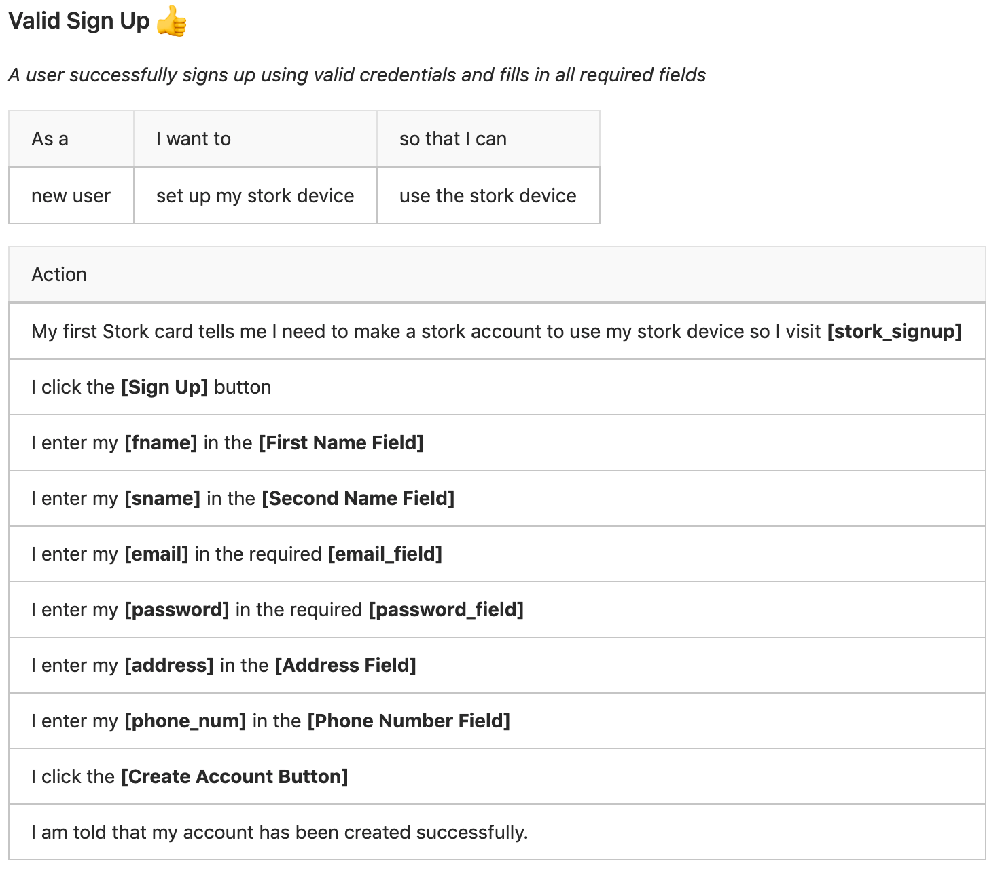 Valid Sign Up 👍
A user successfully signs up using valid credentials and fills in all required fields
As a I want to so that I can
new user set up my stork device use the stork device
Action
My first Stork card tells me I need to make a stork account to use my stork device so I visit [stork_signup]
I click the [Sign Up] button
I enter my [fname] in the [First Name Field]
I enter my [sname] in the [Second Name Field]
I enter my [email] in the required [email_field]
I enter my [password] in the required [password_field]
I enter my [address] in the [Address Field]
I enter my [phone_num] in the [Phone Number Field]
I click the [Create Account Button]
I am told that my account has been created successfully.